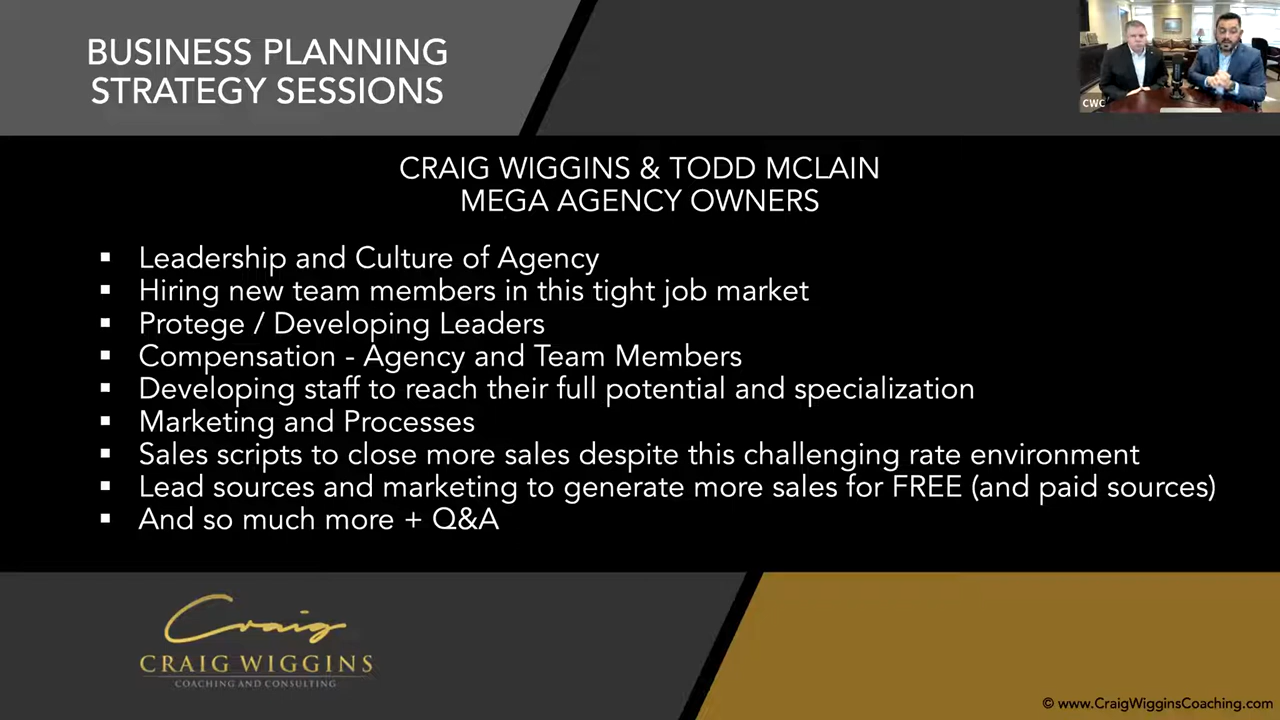 BUSINESS PLANNING
STRATEGY SESSIONS
CWC
CRAIG WIGGINS & TODD MCLAIN
MEGA AGENCY OWNERS
▪ Leadership and Culture of Agency
▪ Hiring new team members in this tight job market
▪ Protege / Developing Leaders
▪ Compensation - Agency and Team Members
▪ Developing staff to reach their full potential and specialization
▪ Marketing and Processes
▪ Sales scripts to close more sales despite this challenging rate environment
▪ Lead sources and marketing to generate more sales for FREE (and paid sources)
▪ And so much more + Q&A
Craig
CRAIG WIGGINS
COACHING AND CONSULTING
© www.CraigWigginsCoaching.com